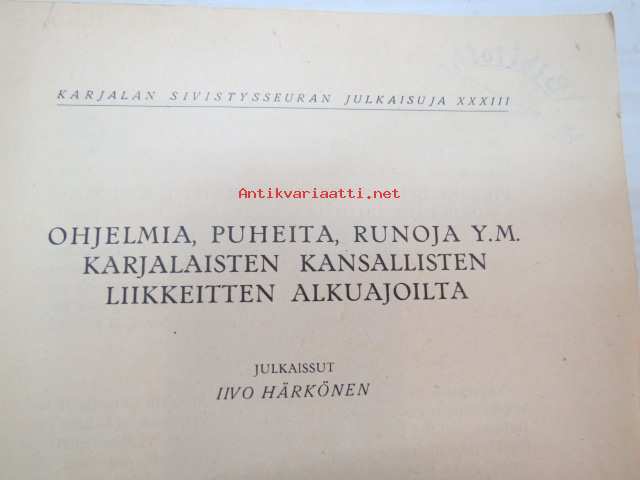 KARJALAN SIVISTYSSEURAN JULKAISUJA XXXIII
Antikvariaatti.net
OHJELMIA, PUHEITA, RUNOJA Y.M.
KARJALAISTEN KANSALLISTEN
LIIKKEITTEN ALKUAJOILTA
JULKAISSUT
IIVO HÄRKÖNEN